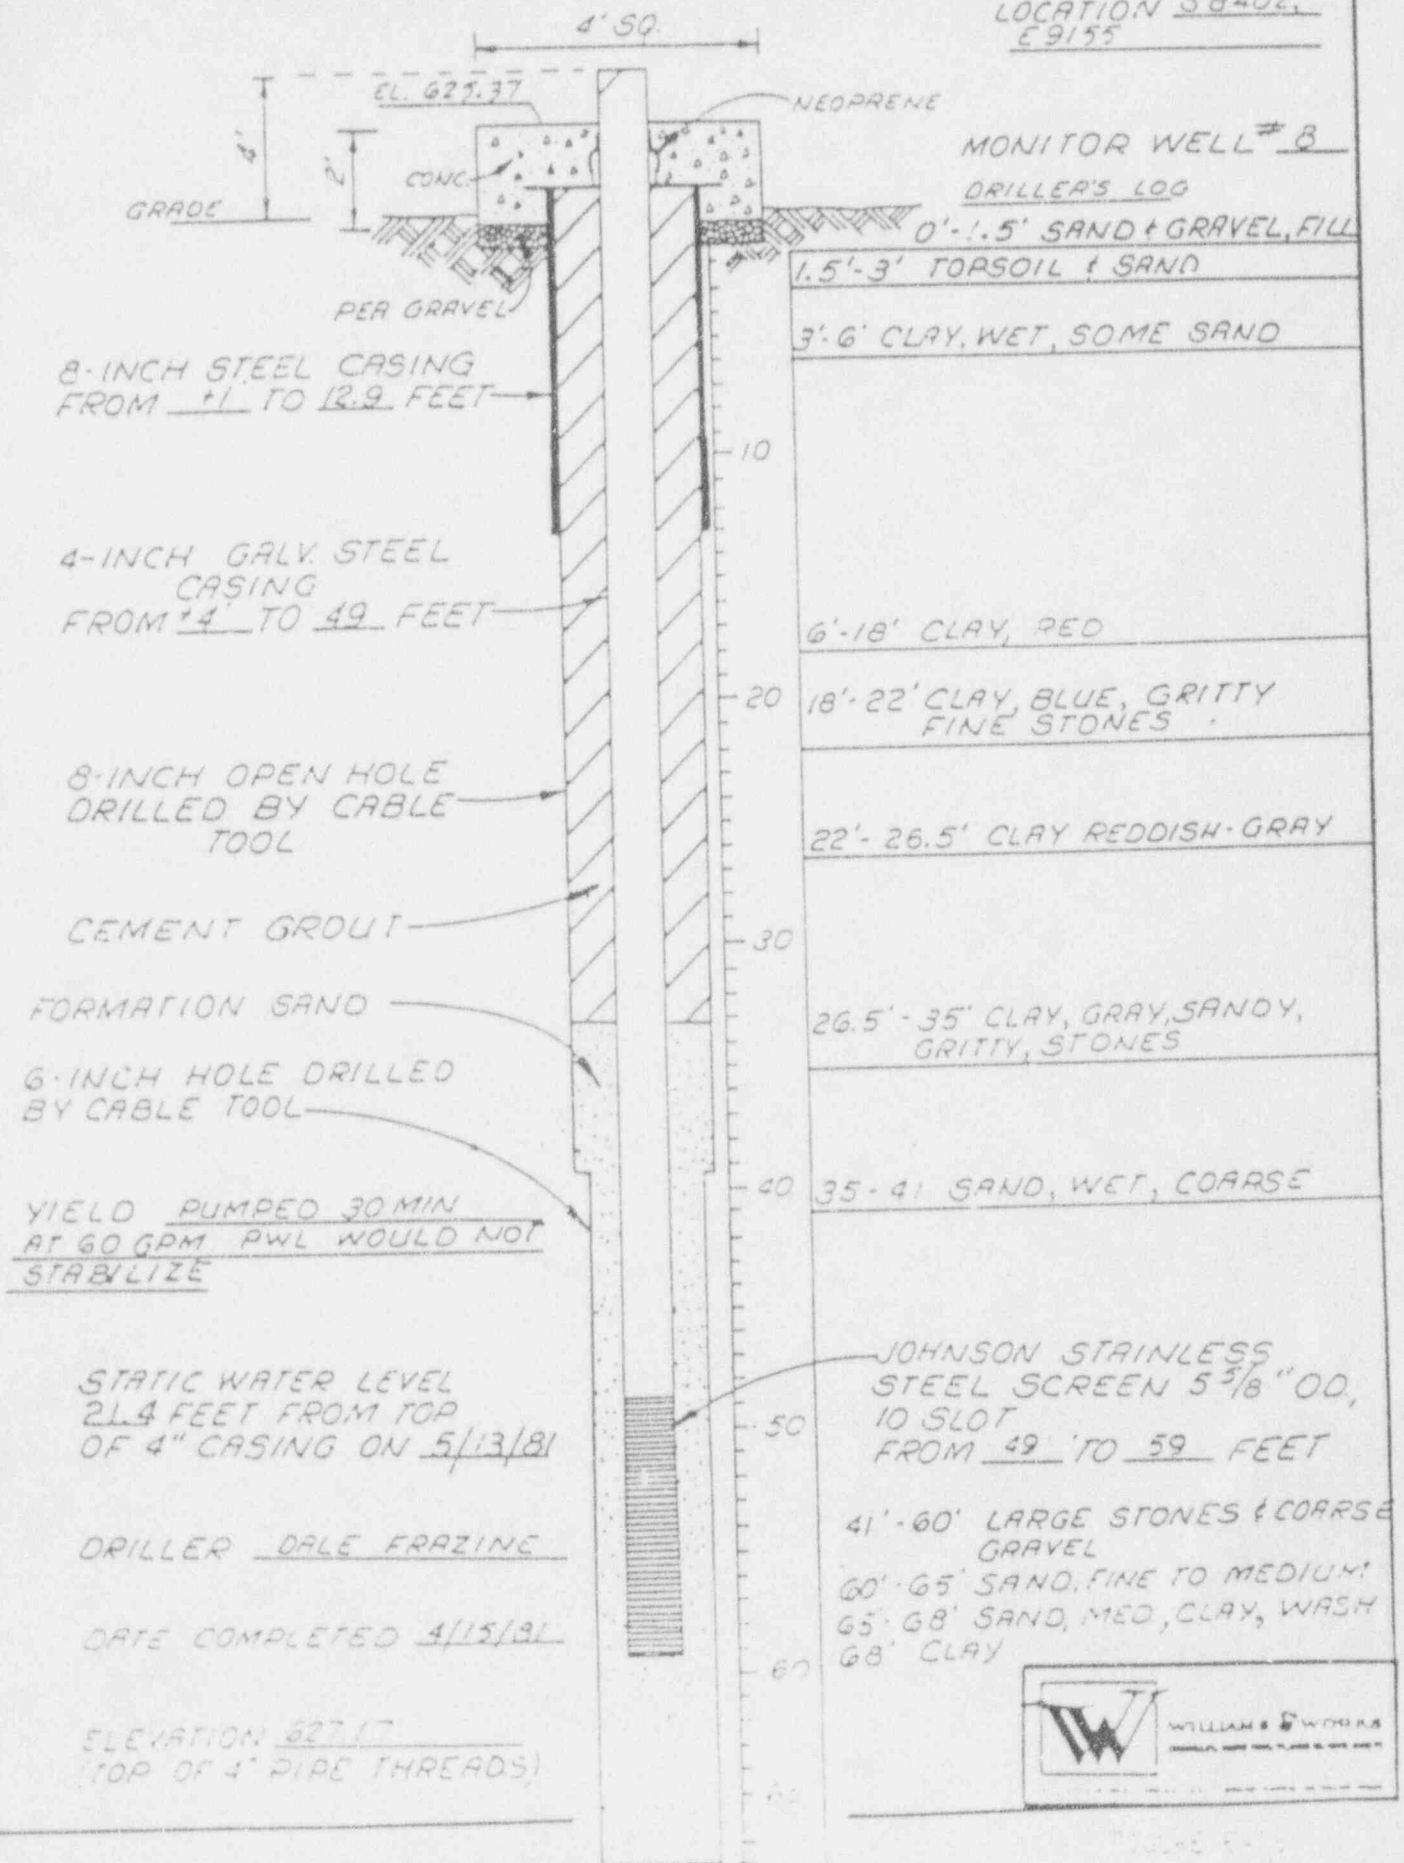 LOCATION S8402,
E9155
4' SQ.
EL. 625.37
NEOPRENE
4'
2'
CONC.
MONITOR WELL # 8
DRILLER'S LOG
GRADE
0'-1.5' SAND & GRAVEL, FILL
1.5'-3' TOPSOIL & SAND
PEA GRAVEL
3'-6' CLAY, WET, SOME SAND
8-INCH STEEL CASING
FROM +1 TO 12.9 FEET
10
4-INCH GALV. STEEL
CASING
FROM +4' TO 49 FEET
6'-18' CLAY, RED
20
18'-22' CLAY, BLUE, GRITTY
FINE STONES
8-INCH OPEN HOLE
DRILLED BY CABLE
TOOL
22'-26.5' CLAY REDDISH-GRAY
CEMENT GROUT
30
FORMATION SAND
26.5'-35' CLAY, GRAY, SANDY,
GRITTY, STONES
6-INCH HOLE DRILLED
BY CABLE TOOL
40
35-41 SAND, WET, COARSE
YIELD PUMPED 30 MIN
AT 60 GPM PWL WOULD NOT
STABILIZE
JOHNSON STAINLESS
STEEL SCREEN 5 5/8" OD,
10 SLOT
FROM 49 TO 59 FEET
50
STATIC WATER LEVEL
21.4 FEET FROM TOP
OF 4" CASING ON 5/13/81
41'-60' LARGE STONES & COARSE
GRAVEL
60'-65' SAND, FINE TO MEDIUM
65-68' SAND, MED, CLAY, WASH
68' CLAY
DRILLER DALE FRAZINE
DATE COMPLETED 4/15/81
60
ELEVATION 627.17
(TOP OF 4" PIPE THREADS)
WILLIAMS & WORKS